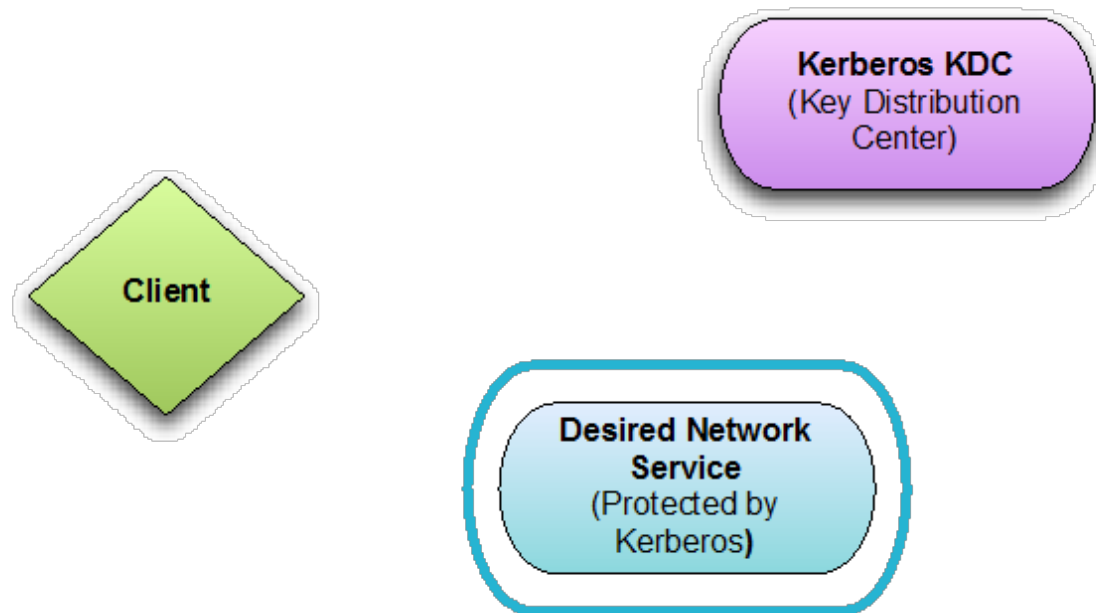 Kerberos KDC
(Key Distribution
Center)
Client
Desired Network
Service
(Protected by
Kerberos)